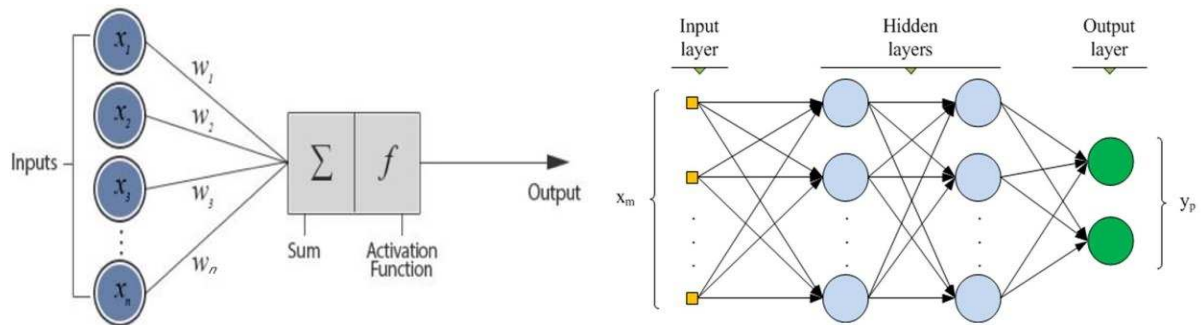 x₁
w₁
x₂
w₂
Inputs
x₃
w₃
Σ
f
Output
Sum
Activation
Function
xₙ
wₙ
Input
layer
Hidden
layers
Output
layer
xₘ
yₚ